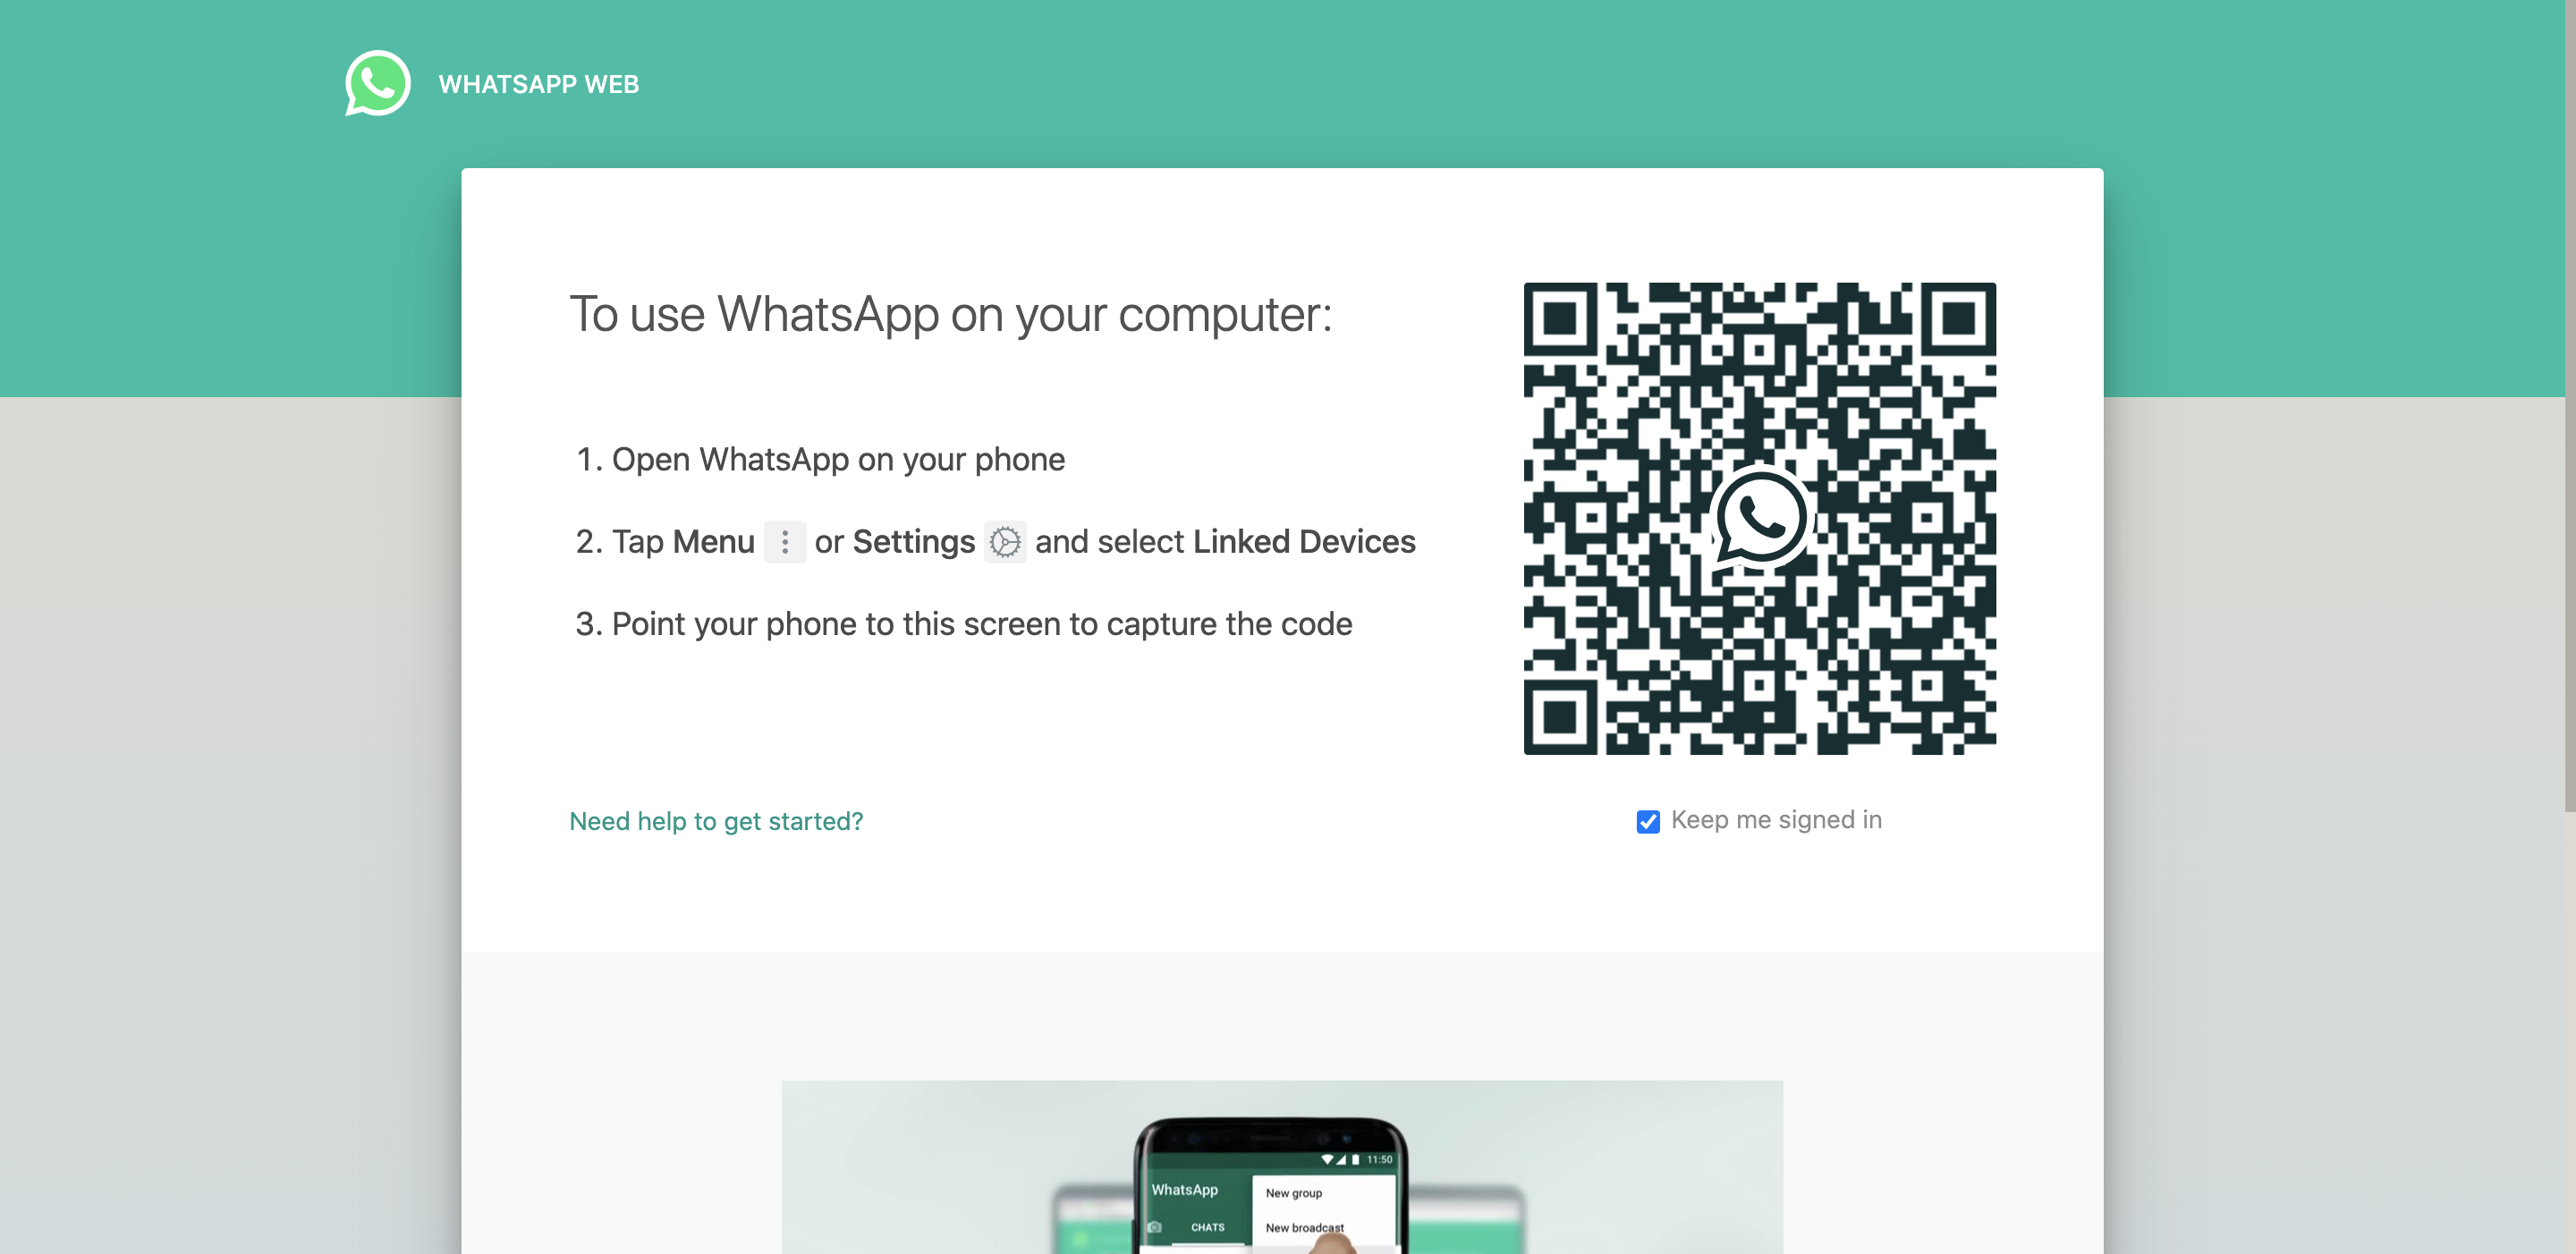 WHATSAPP WEB
To use WhatsApp on your computer:
1. Open WhatsApp on your phone
2. Tap Menu or Settings and select Linked Devices
3. Point your phone to this screen to capture the code
Need help to get started?
Keep me signed in
11:50
WhatsApp
New group
CHATS
New broadcast